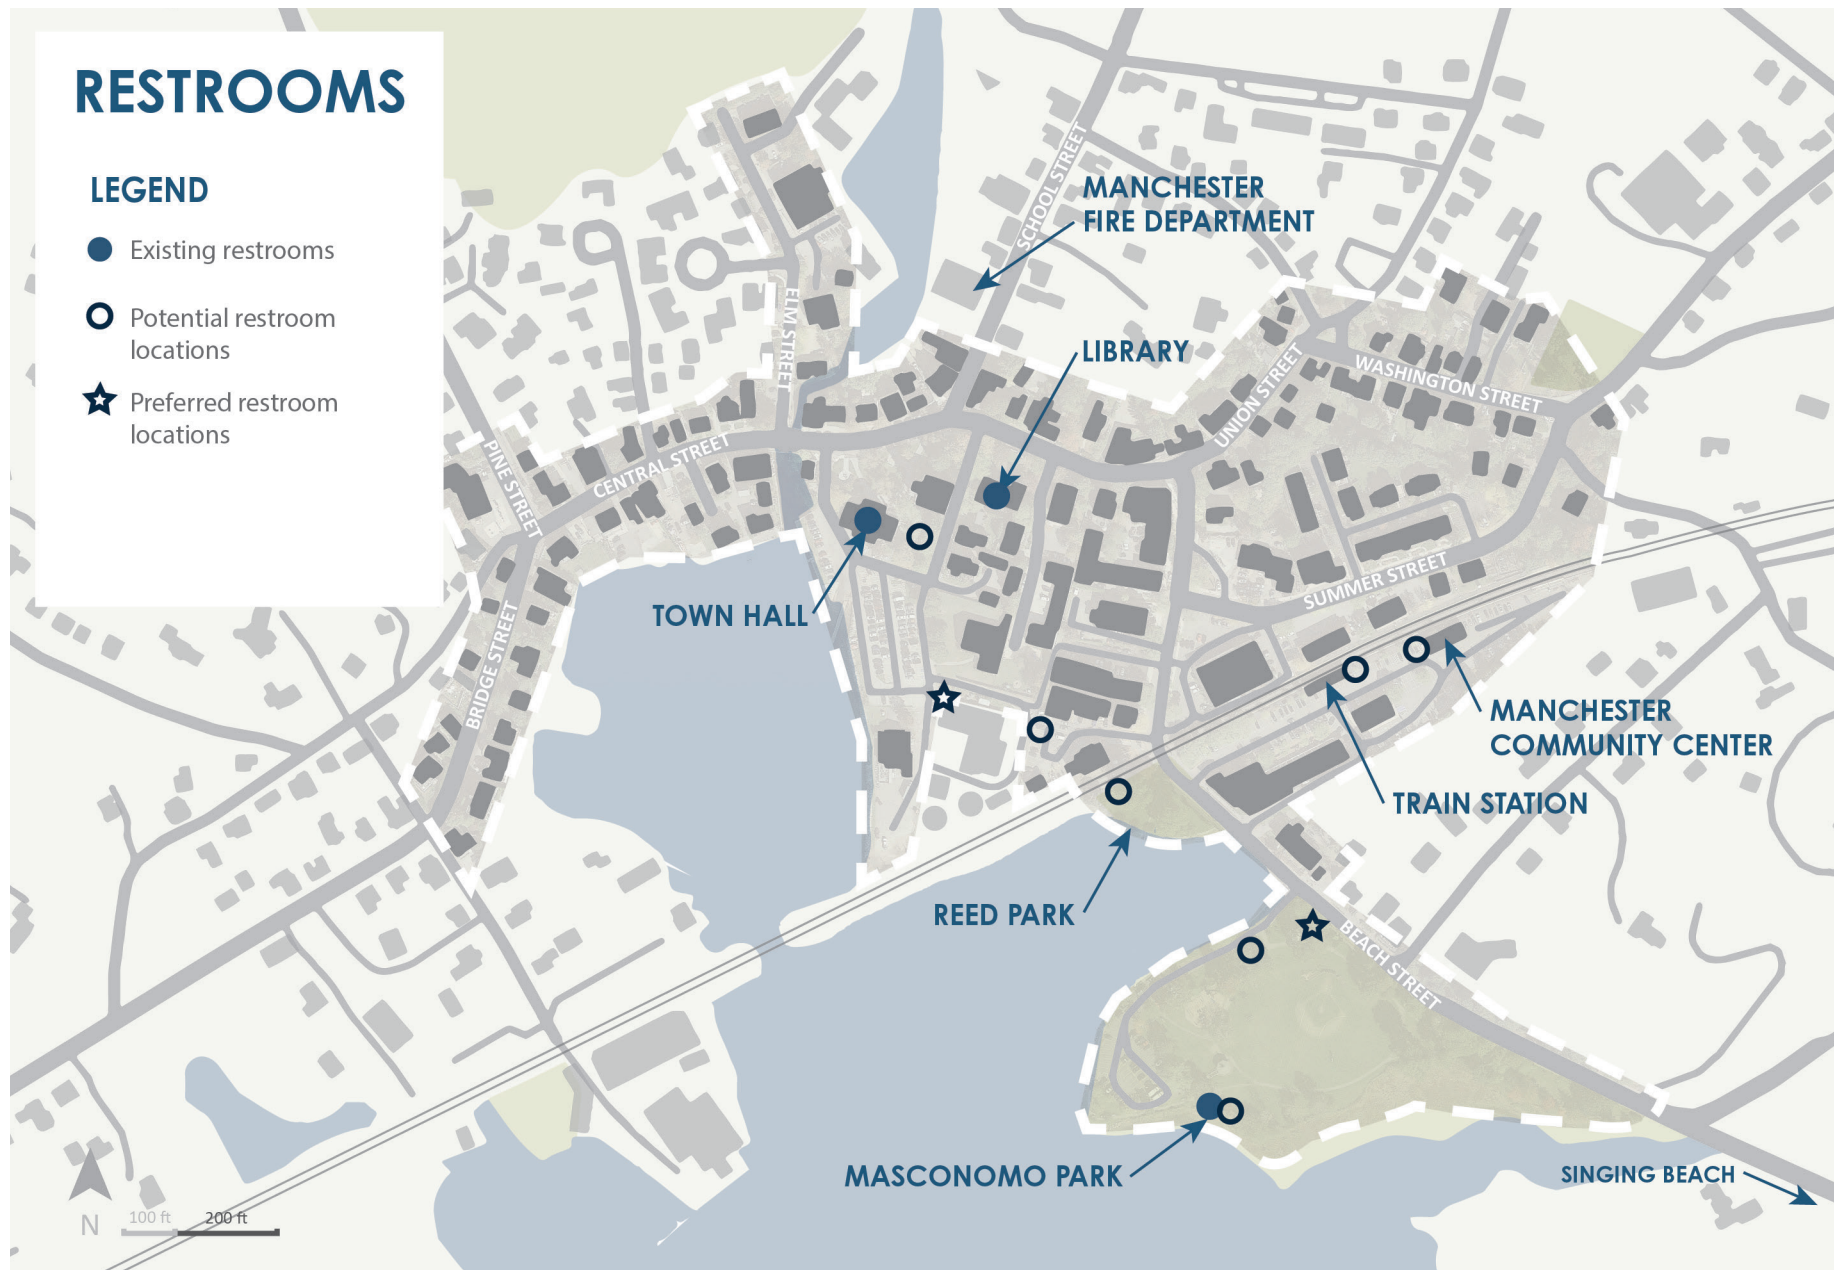 RESTROOMS
LEGEND
Existing restrooms
Potential restroom
locations
Preferred restroom
locations
SCHOOL STREET
MANCHESTER
FIRE DEPARTMENT
ELM STREET
LIBRARY
UNION STREET
WASHINGTON STREET
PINE STREET
CENTRAL STREET
TOWN HALL
SUMMER STREET
BRIDGE STREET
MANCHESTER
COMMUNITY CENTER
TRAIN STATION
REED PARK
BEACH STREET
MASCONOMO PARK
SINGING BEACH
N
100 ft
200 ft